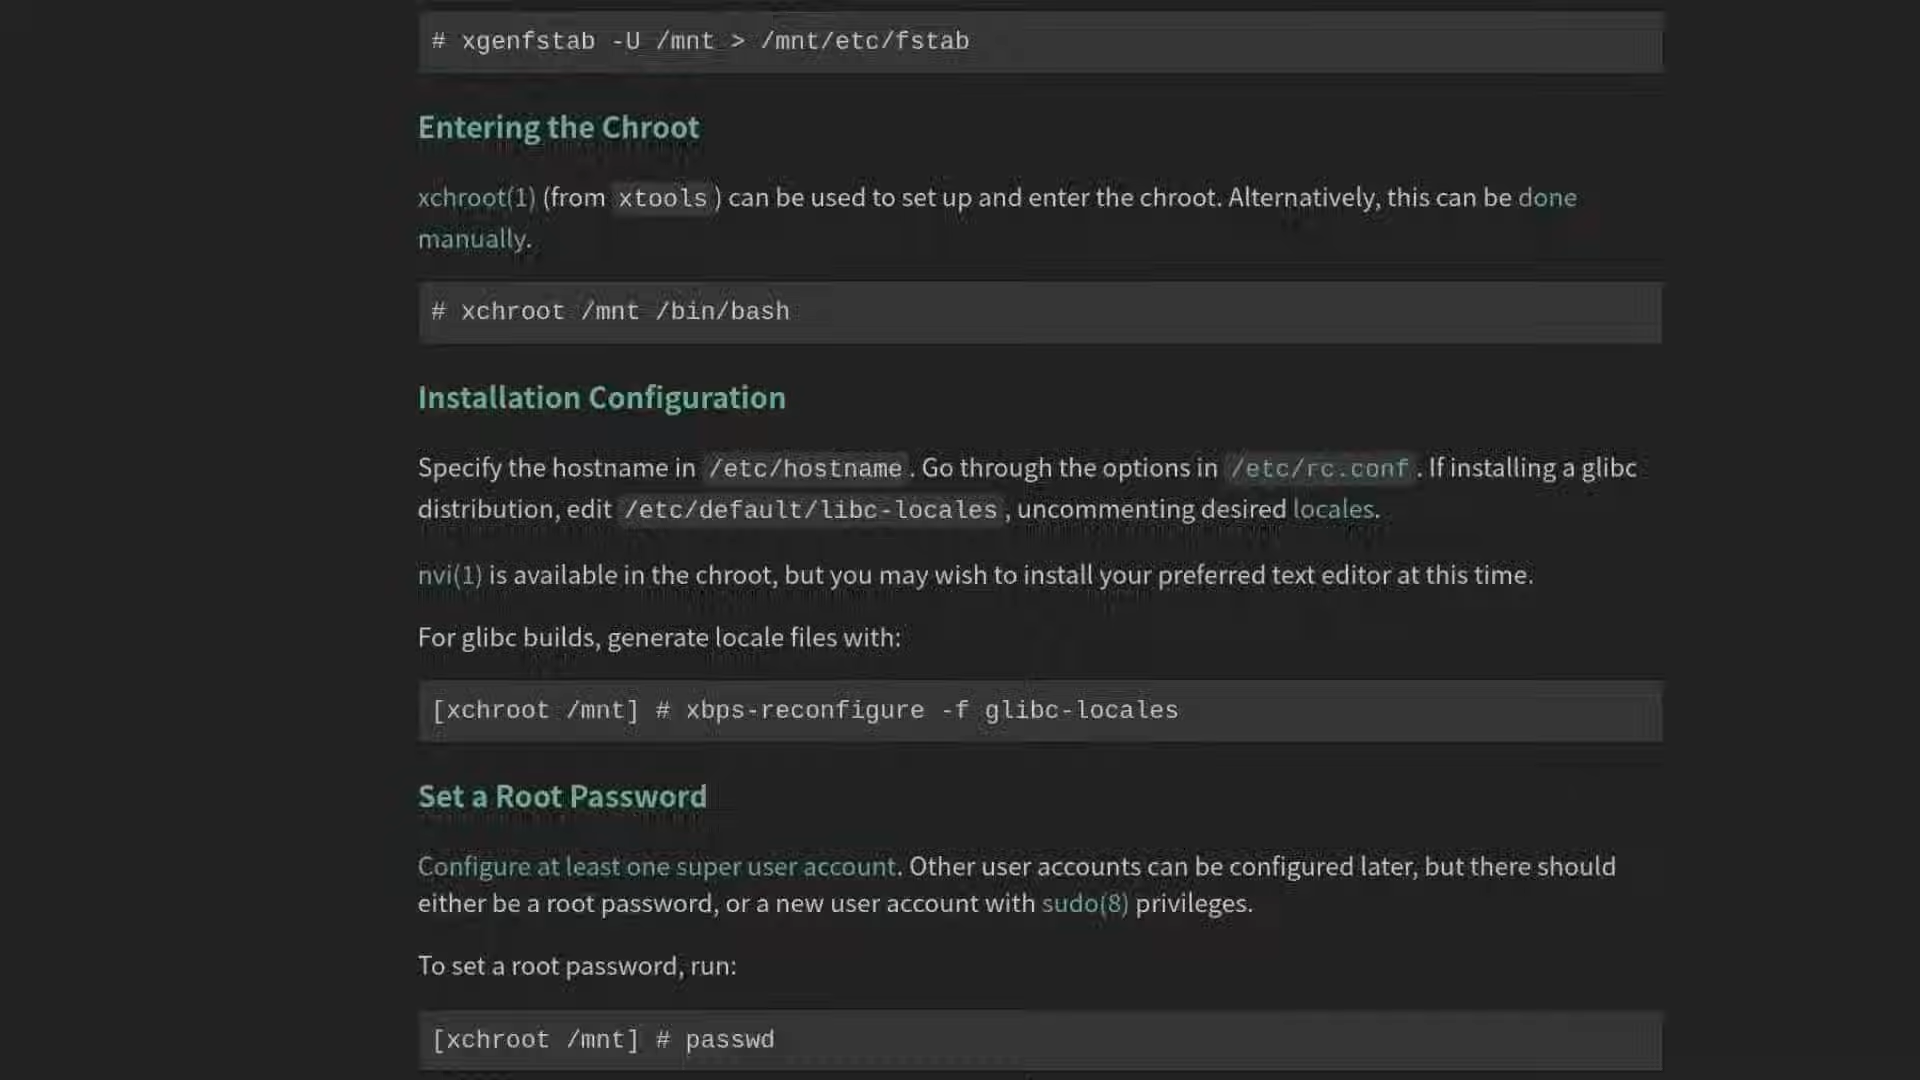 # xgenfstab -U /mnt > /mnt/etc/fstab
Entering the Chroot
xchroot(1) (from xtools) can be used to set up and enter the chroot. Alternatively, this can be done
manually.
# xchroot /mnt /bin/bash
Installation Configuration
Specify the hostname in /etc/hostname. Go through the options in /etc/rc.conf. If installing a glibc
distribution, edit /etc/default/libc-locales, uncommenting desired locales.
nvi(1) is available in the chroot, but you may wish to install your preferred text editor at this time.
For glibc builds, generate locale files with:
[xchroot /mnt] # xbps-reconfigure -f glibc-locales
Set a Root Password
Configure at least one super user account. Other user accounts can be configured later, but there should
either be a root password, or a new user account with sudo(8) privileges.
To set a root password, run:
[xchroot /mnt] # passwd